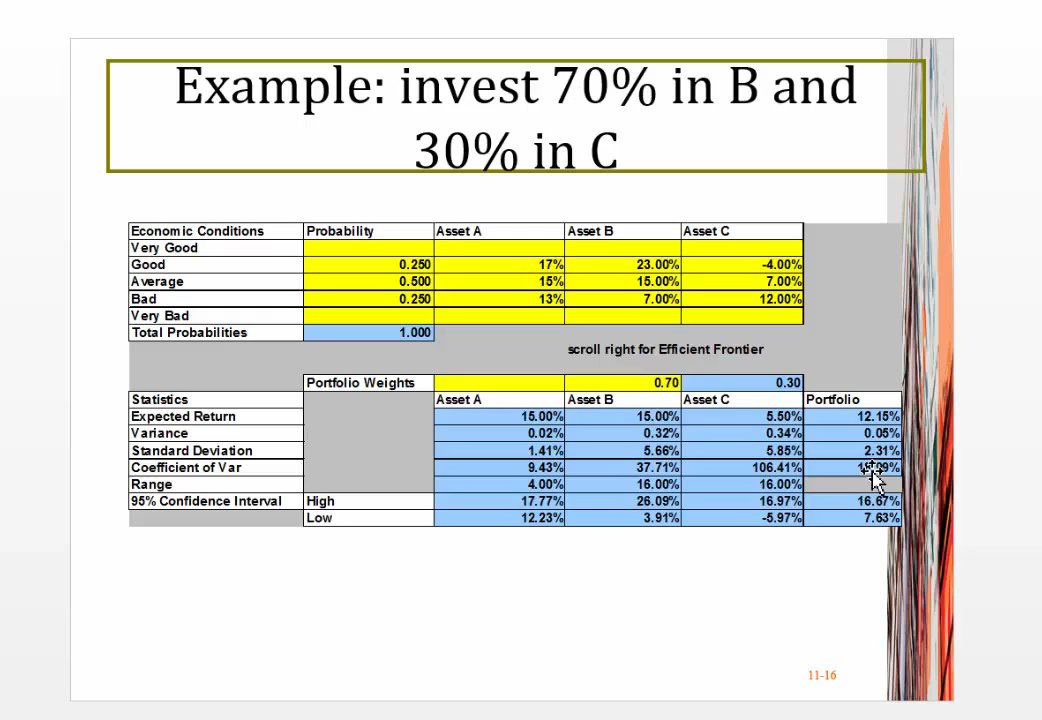 Example: invest 70% in B and
30% in C
Economic Conditions Probability Asset A Asset B Asset C
Very Good
Good 0.250 17% 23.00% -4.00%
Average 0.500 15% 15.00% 7.00%
Bad 0.250 13% 7.00% 12.00%
Very Bad
Total Probabilities 1.000
scroll right for Efficient Frontier
Portfolio Weights 0.70 0.30
Statistics Asset A Asset B Asset C Portfolio
Expected Return 15.00% 15.00% 5.50% 12.15%
Variance 0.02% 0.32% 0.34% 0.05%
Standard Deviation 1.41% 5.66% 5.85% 2.31%
Coefficient of Var 9.43% 37.71% 106.41%
Range 4.00% 16.00% 16.00%
95% Confidence Interval High 17.77% 26.09% 16.97% 16.67%
Low 12.23% 3.91% -5.97% 7.63%
11-16